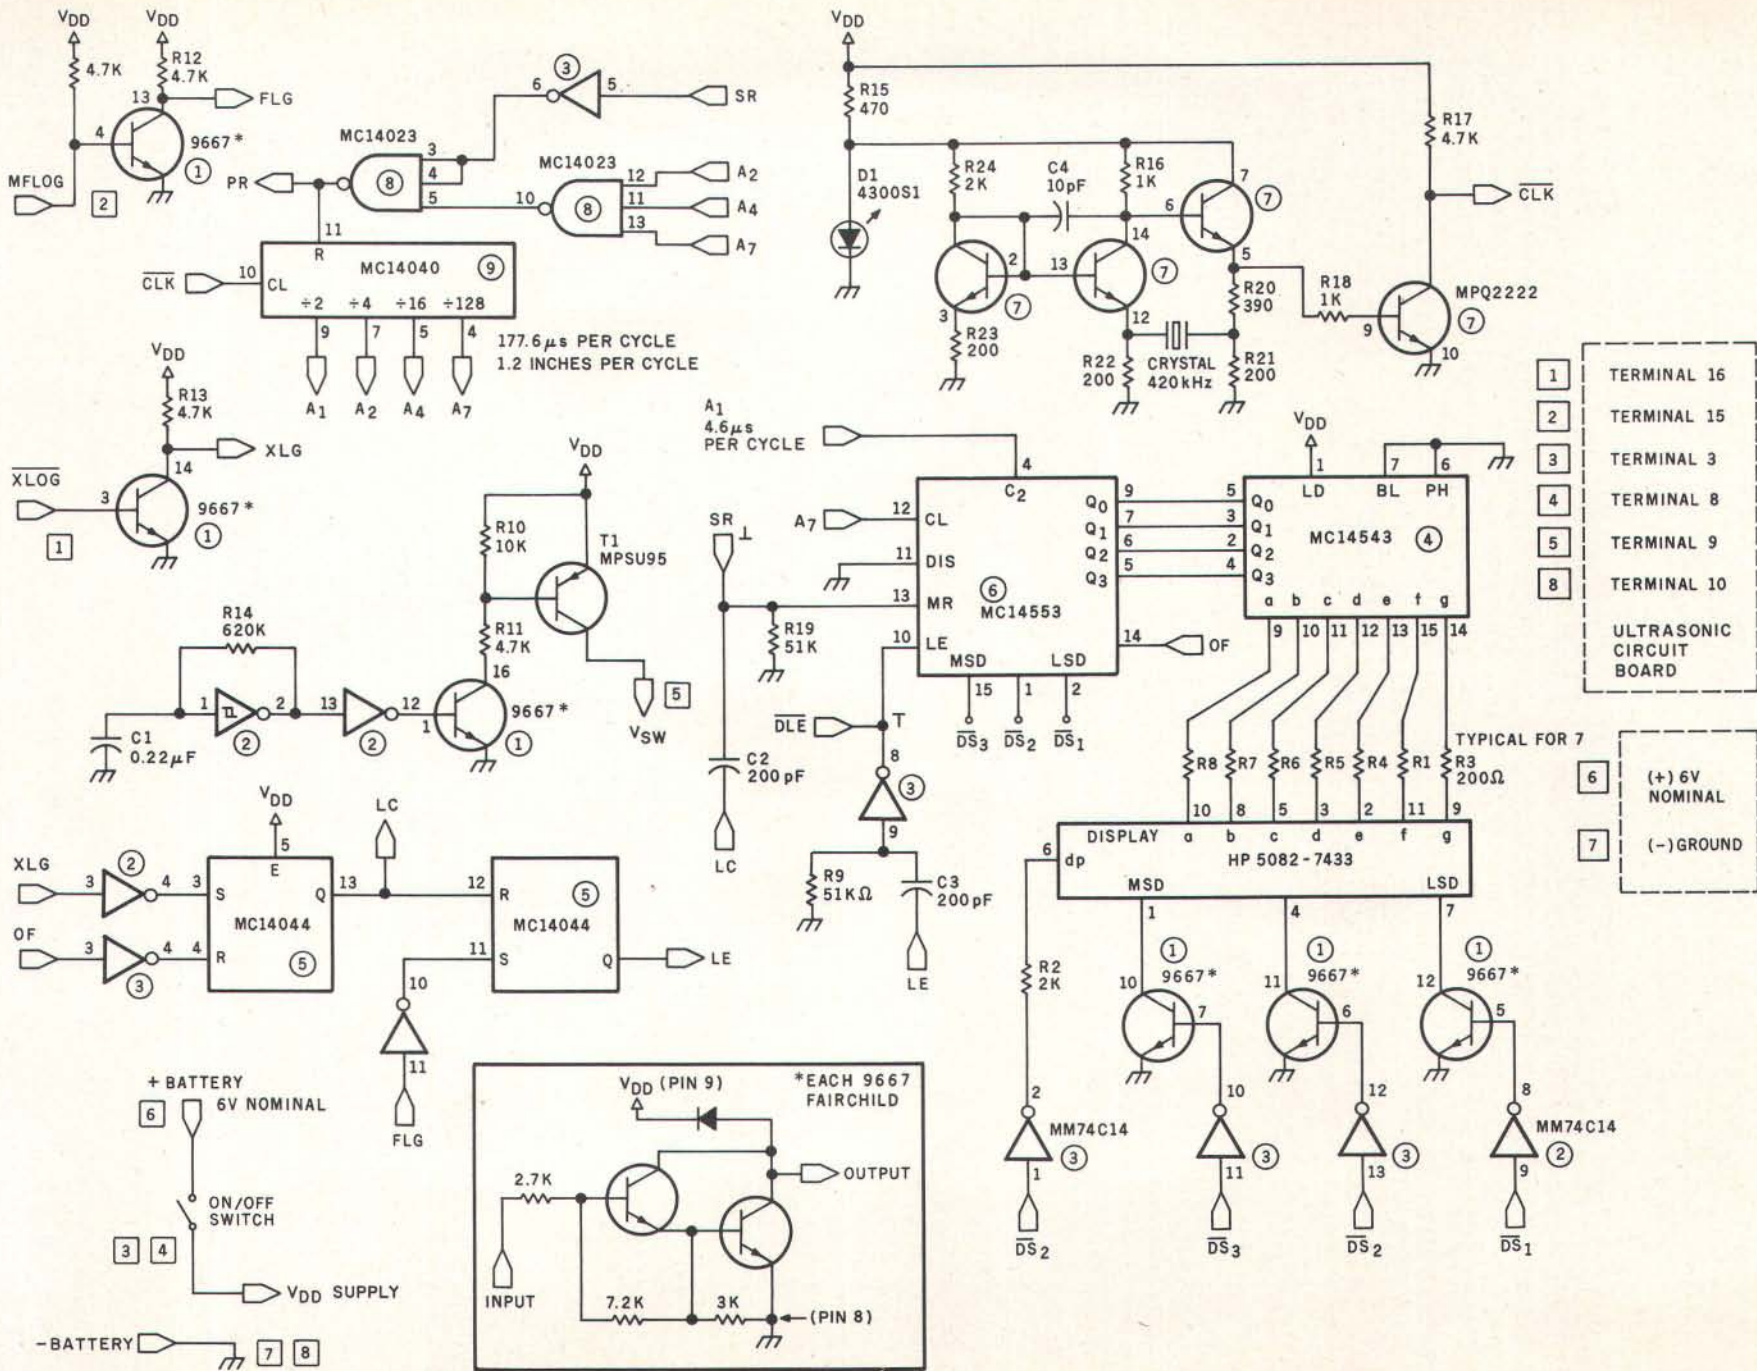 VDD VDD
4.7K
R12
4.7K
13
FLG
4
9667*
1
MFLOG
2
3
6 5
SR
MC14023
3
4
5
8
PR
MC14023
12
11
13
10
8
A2
A4
A7
11
R
MC14040
9
10
CL
CLK
÷2 ÷4 ÷16 ÷128
9 7 5 4
177.6µs PER CYCLE
1.2 INCHES PER CYCLE
A1 A2 A4 A7
VDD
R15
470
D1
4300S1
R24
2K
C4
10pF
R16
1K
7
6
7
14
5
2
13
7
7
3
12
R23
200
R22
200
CRYSTAL
420kHz
R20
390
R21
200
R18
1K
R17
4.7K
CLK
MPQ2222
9
7
10
VDD
R13
4.7K
XLG
14
XLOG
3
9667*
1
1
VDD
R10
10K
T1
MPSU95
R11
4.7K
16
5
VSW
R14
620K
1 2
2
13 12
2
1
9667*
1
C1
0.22µF
A1
4.6µs
PER CYCLE
4
C2
A7
12
CL
11
DIS
13
MR
10
LE
6
MC14553
Q0
Q1
Q2
Q3
9
7
6
5
14
OF
MSD LSD
15 1 2
DS3 DS2 DS1
SR ⊥
R19
51K
C2
200pF
LC
DLE
T
8
3
9
R9
51KΩ
C3
200pF
LE
VDD
1 7 6
LD BL PH
5
3
2
4
Q0
Q1
Q2
Q3
MC14543
4
a b c d e f g
9 10 11 12 13 15 14
TYPICAL FOR 7
R8 R7 R6 R5 R4 R1 R3
200Ω
10 8 5 3 2 11 9
DISPLAY a b c d e f g
6
dp
HP 5082-7433
MSD LSD
1 4 7
R2
2K
1
9667*
1
9667*
1
9667*
10 7
11 6
12 5
2
MM74C14
3
1
DS2
10
3
11
DS3
12
3
13
DS2
8
MM74C14
2
9
DS1
1 TERMINAL 16
2 TERMINAL 15
3 TERMINAL 3
4 TERMINAL 8
5 TERMINAL 9
8 TERMINAL 10
ULTRASONIC
CIRCUIT
BOARD
6
(+) 6V
NOMINAL
7
(-) GROUND
XLG
3 2 4
OF
3 3 4
VDD
5
E
3
S
4
R
Q
13
MC14044
5
LC
12
R
11
S
5
MC14044
Q
LE
10
11
FLG
+ BATTERY
6V NOMINAL
6
ON/OFF
SWITCH
3 4
VDD SUPPLY
-BATTERY
7 8
VDD (PIN 9)
*EACH 9667
FAIRCHILD
2.7K
OUTPUT
INPUT
7.2K
3K
(PIN 8)